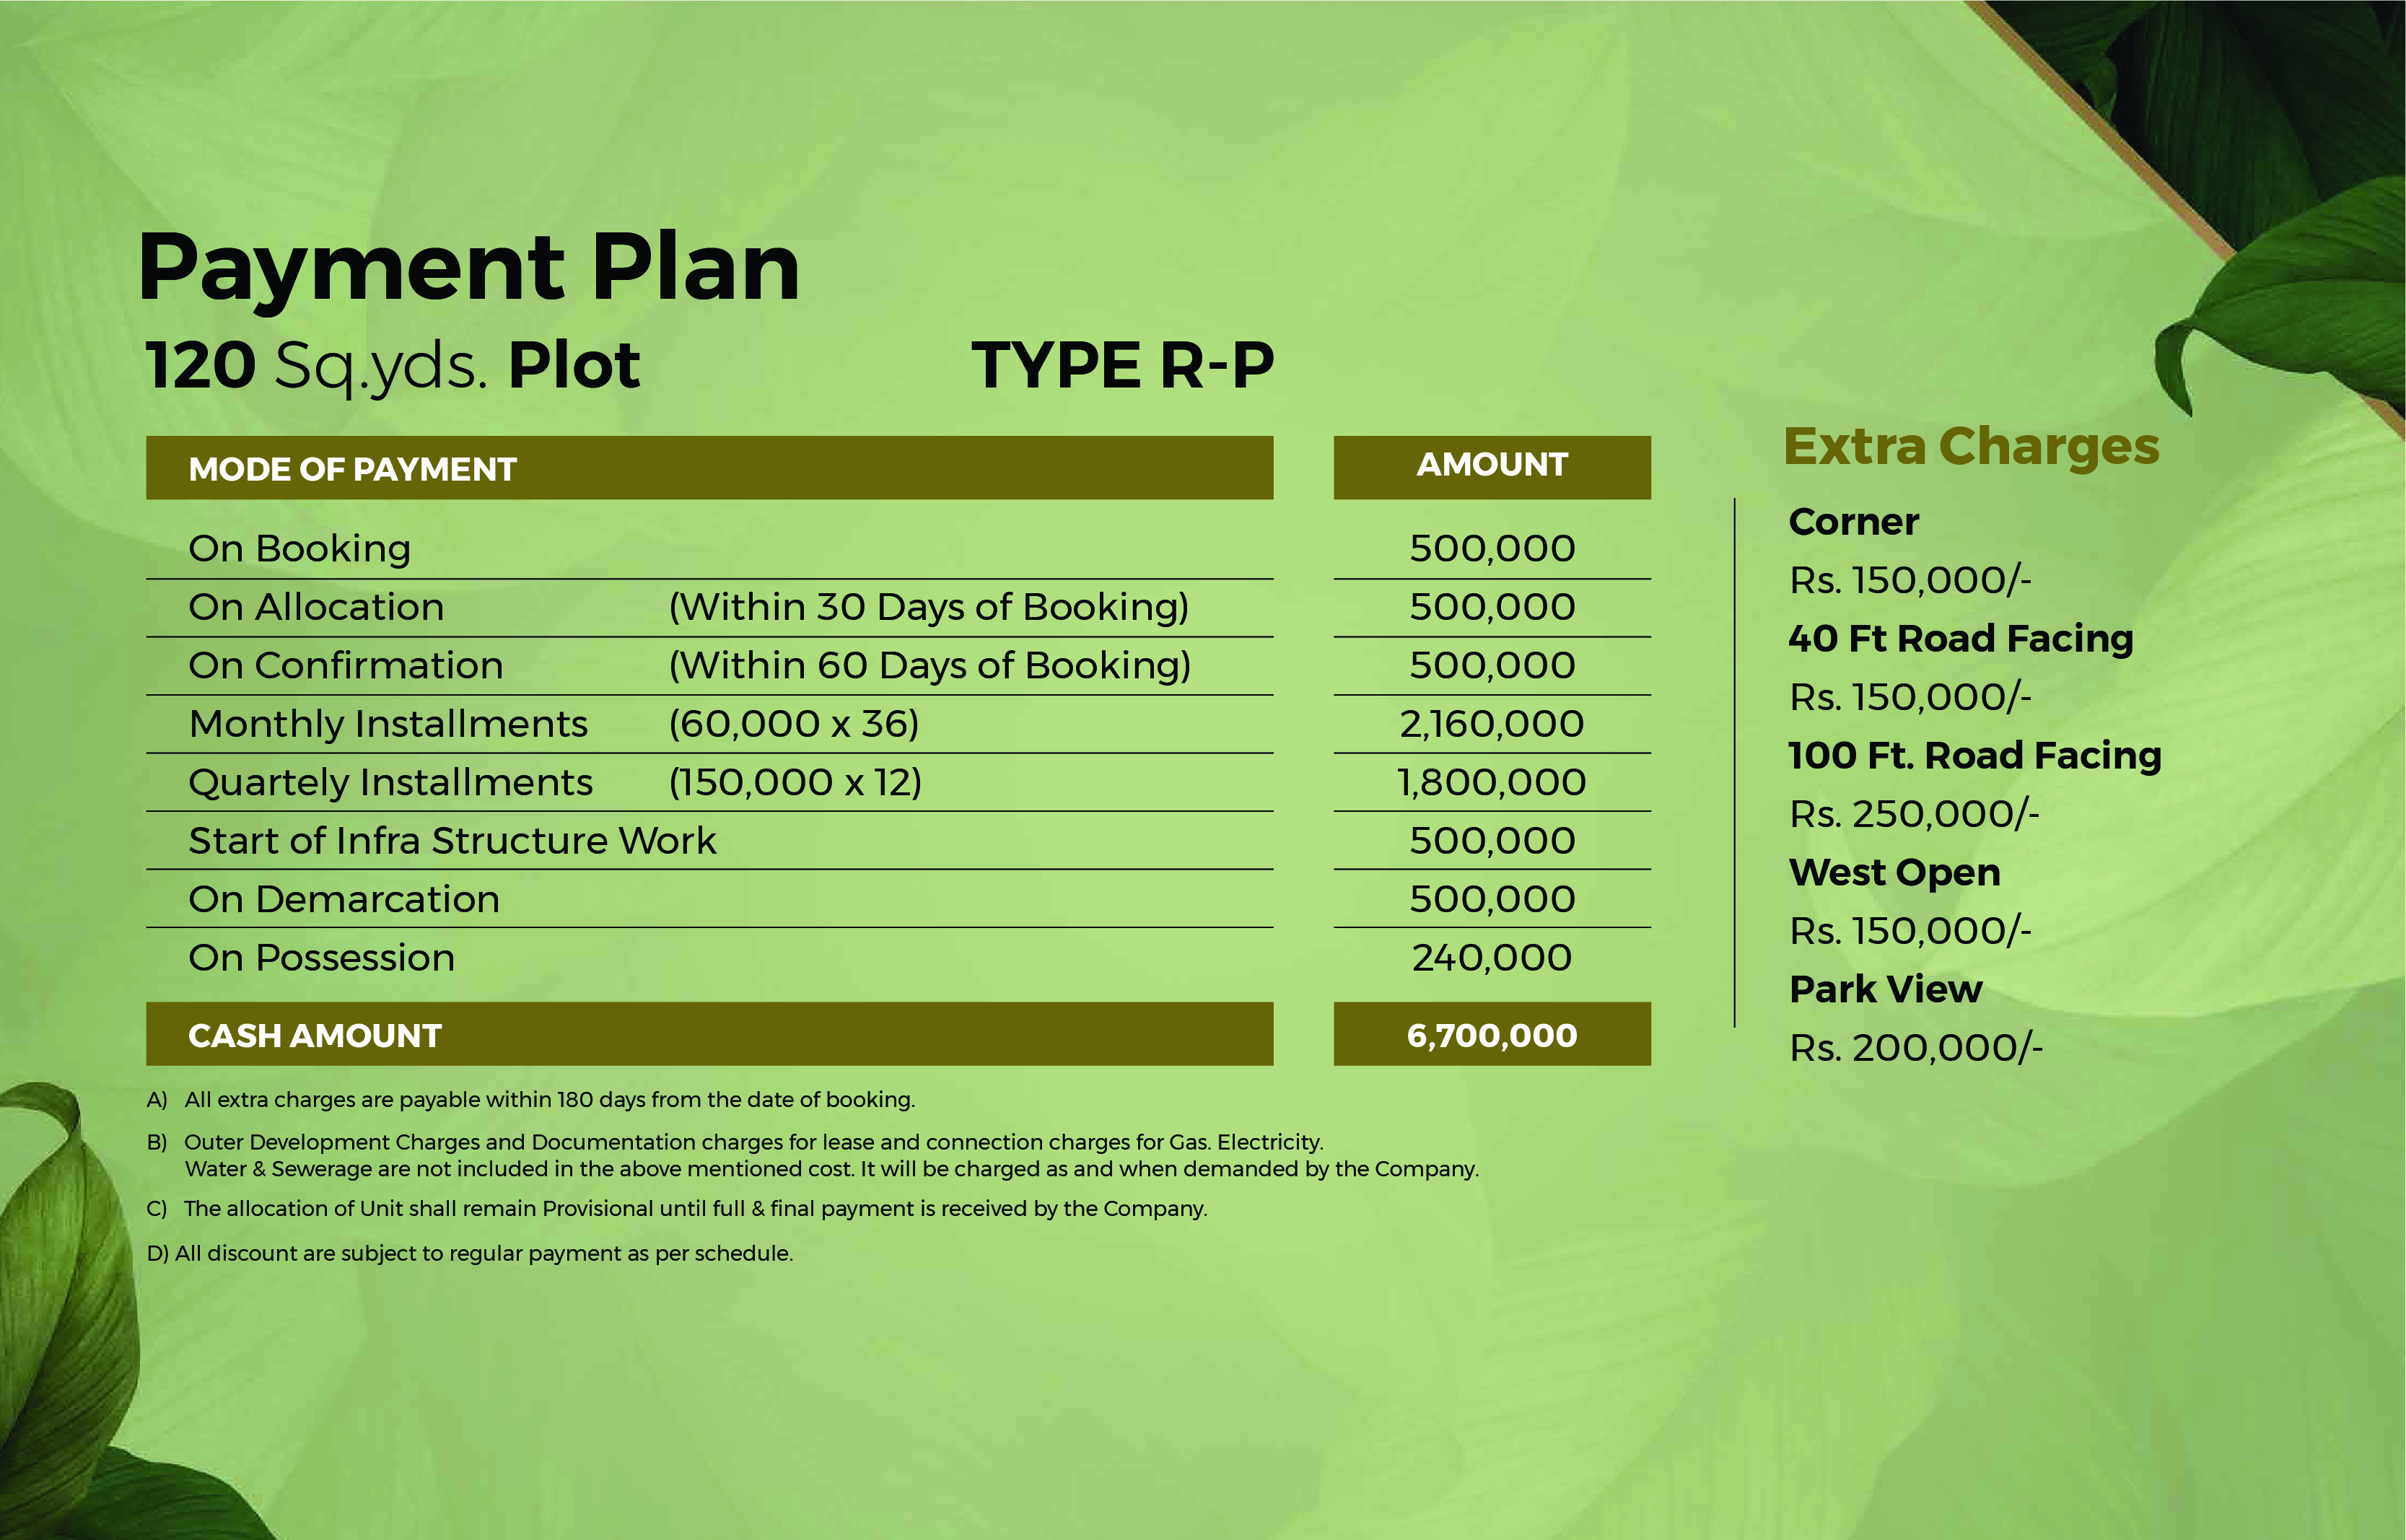 Payment Plan
120 Sq.yds. Plot TYPE R-P
MODE OF PAYMENT AMOUNT
On Booking 500,000
On Allocation (Within 30 Days of Booking) 500,000
On Confirmation (Within 60 Days of Booking) 500,000
Monthly Installments (60,000 x 36) 2,160,000
Quartely Installments (150,000 x 12) 1,800,000
Start of Infra Structure Work 500,000
On Demarcation 500,000
On Possession 240,000
CASH AMOUNT 6,700,000
A) All extra charges are payable within 180 days from the date of booking.
B) Outer Development Charges and Documentation charges for lease and connection charges for Gas. Electricity.
Water & Sewerage are not included in the above mentioned cost. It will be charged as and when demanded by the Company.
C) The allocation of Unit shall remain Provisional until full & final payment is received by the Company.
D) All discount are subject to regular payment as per schedule.
Extra Charges
Corner
Rs. 150,000/-
40 Ft Road Facing
Rs. 150,000/-
100 Ft. Road Facing
Rs. 250,000/-
West Open
Rs. 150,000/-
Park View
Rs. 200,000/-